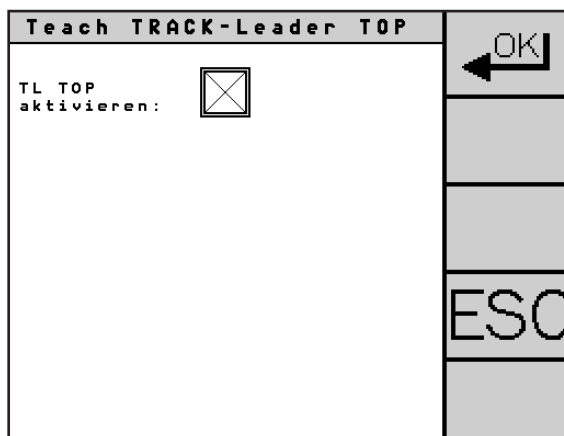 Teach TRACK-Leader TOP
OK
TL TOP
aktivieren:
ESC